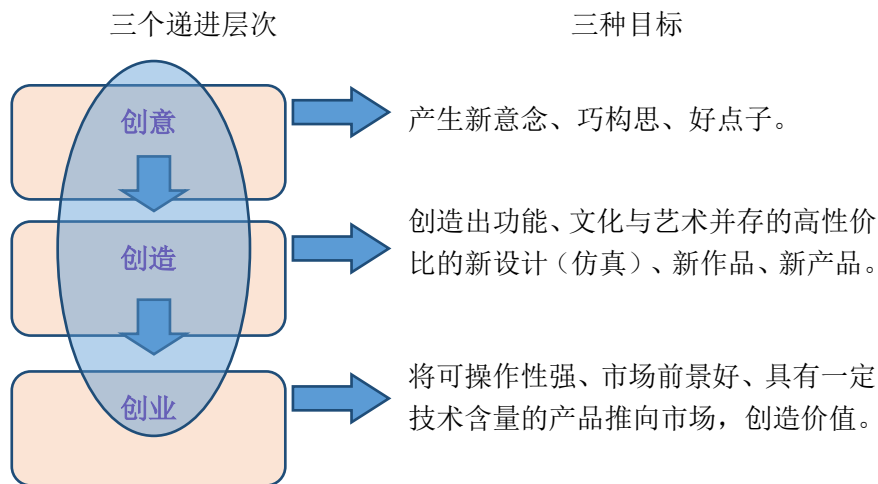 三个递进层次
三种目标
创意
产生新意念、巧构思、好点子。
创造
创造出功能、文化与艺术并存的高性价
比的新设计（仿真）、新作品、新产品。
创业
将可操作性强、市场前景好、具有一定
技术含量的产品推向市场，创造价值。